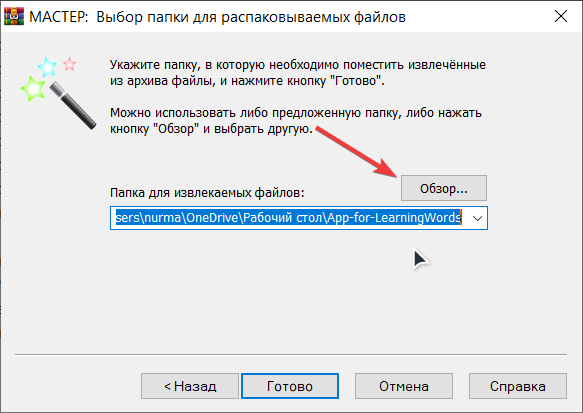 МАСТЕР: Выбор папки для распаковываемых файлов
Укажите папку, в которую необходимо поместить извлечённые
из архива файлы, и нажмите кнопку "Готово".
Можно использовать либо предложенную папку, либо нажать
кнопку "Обзор" и выбрать другую.
Обзор...
Папка для извлекаемых файлов:
sers\nurma\OneDrive\Рабочий стол\App-for-LearningWords
< Назад
Готово
Отмена
Справка